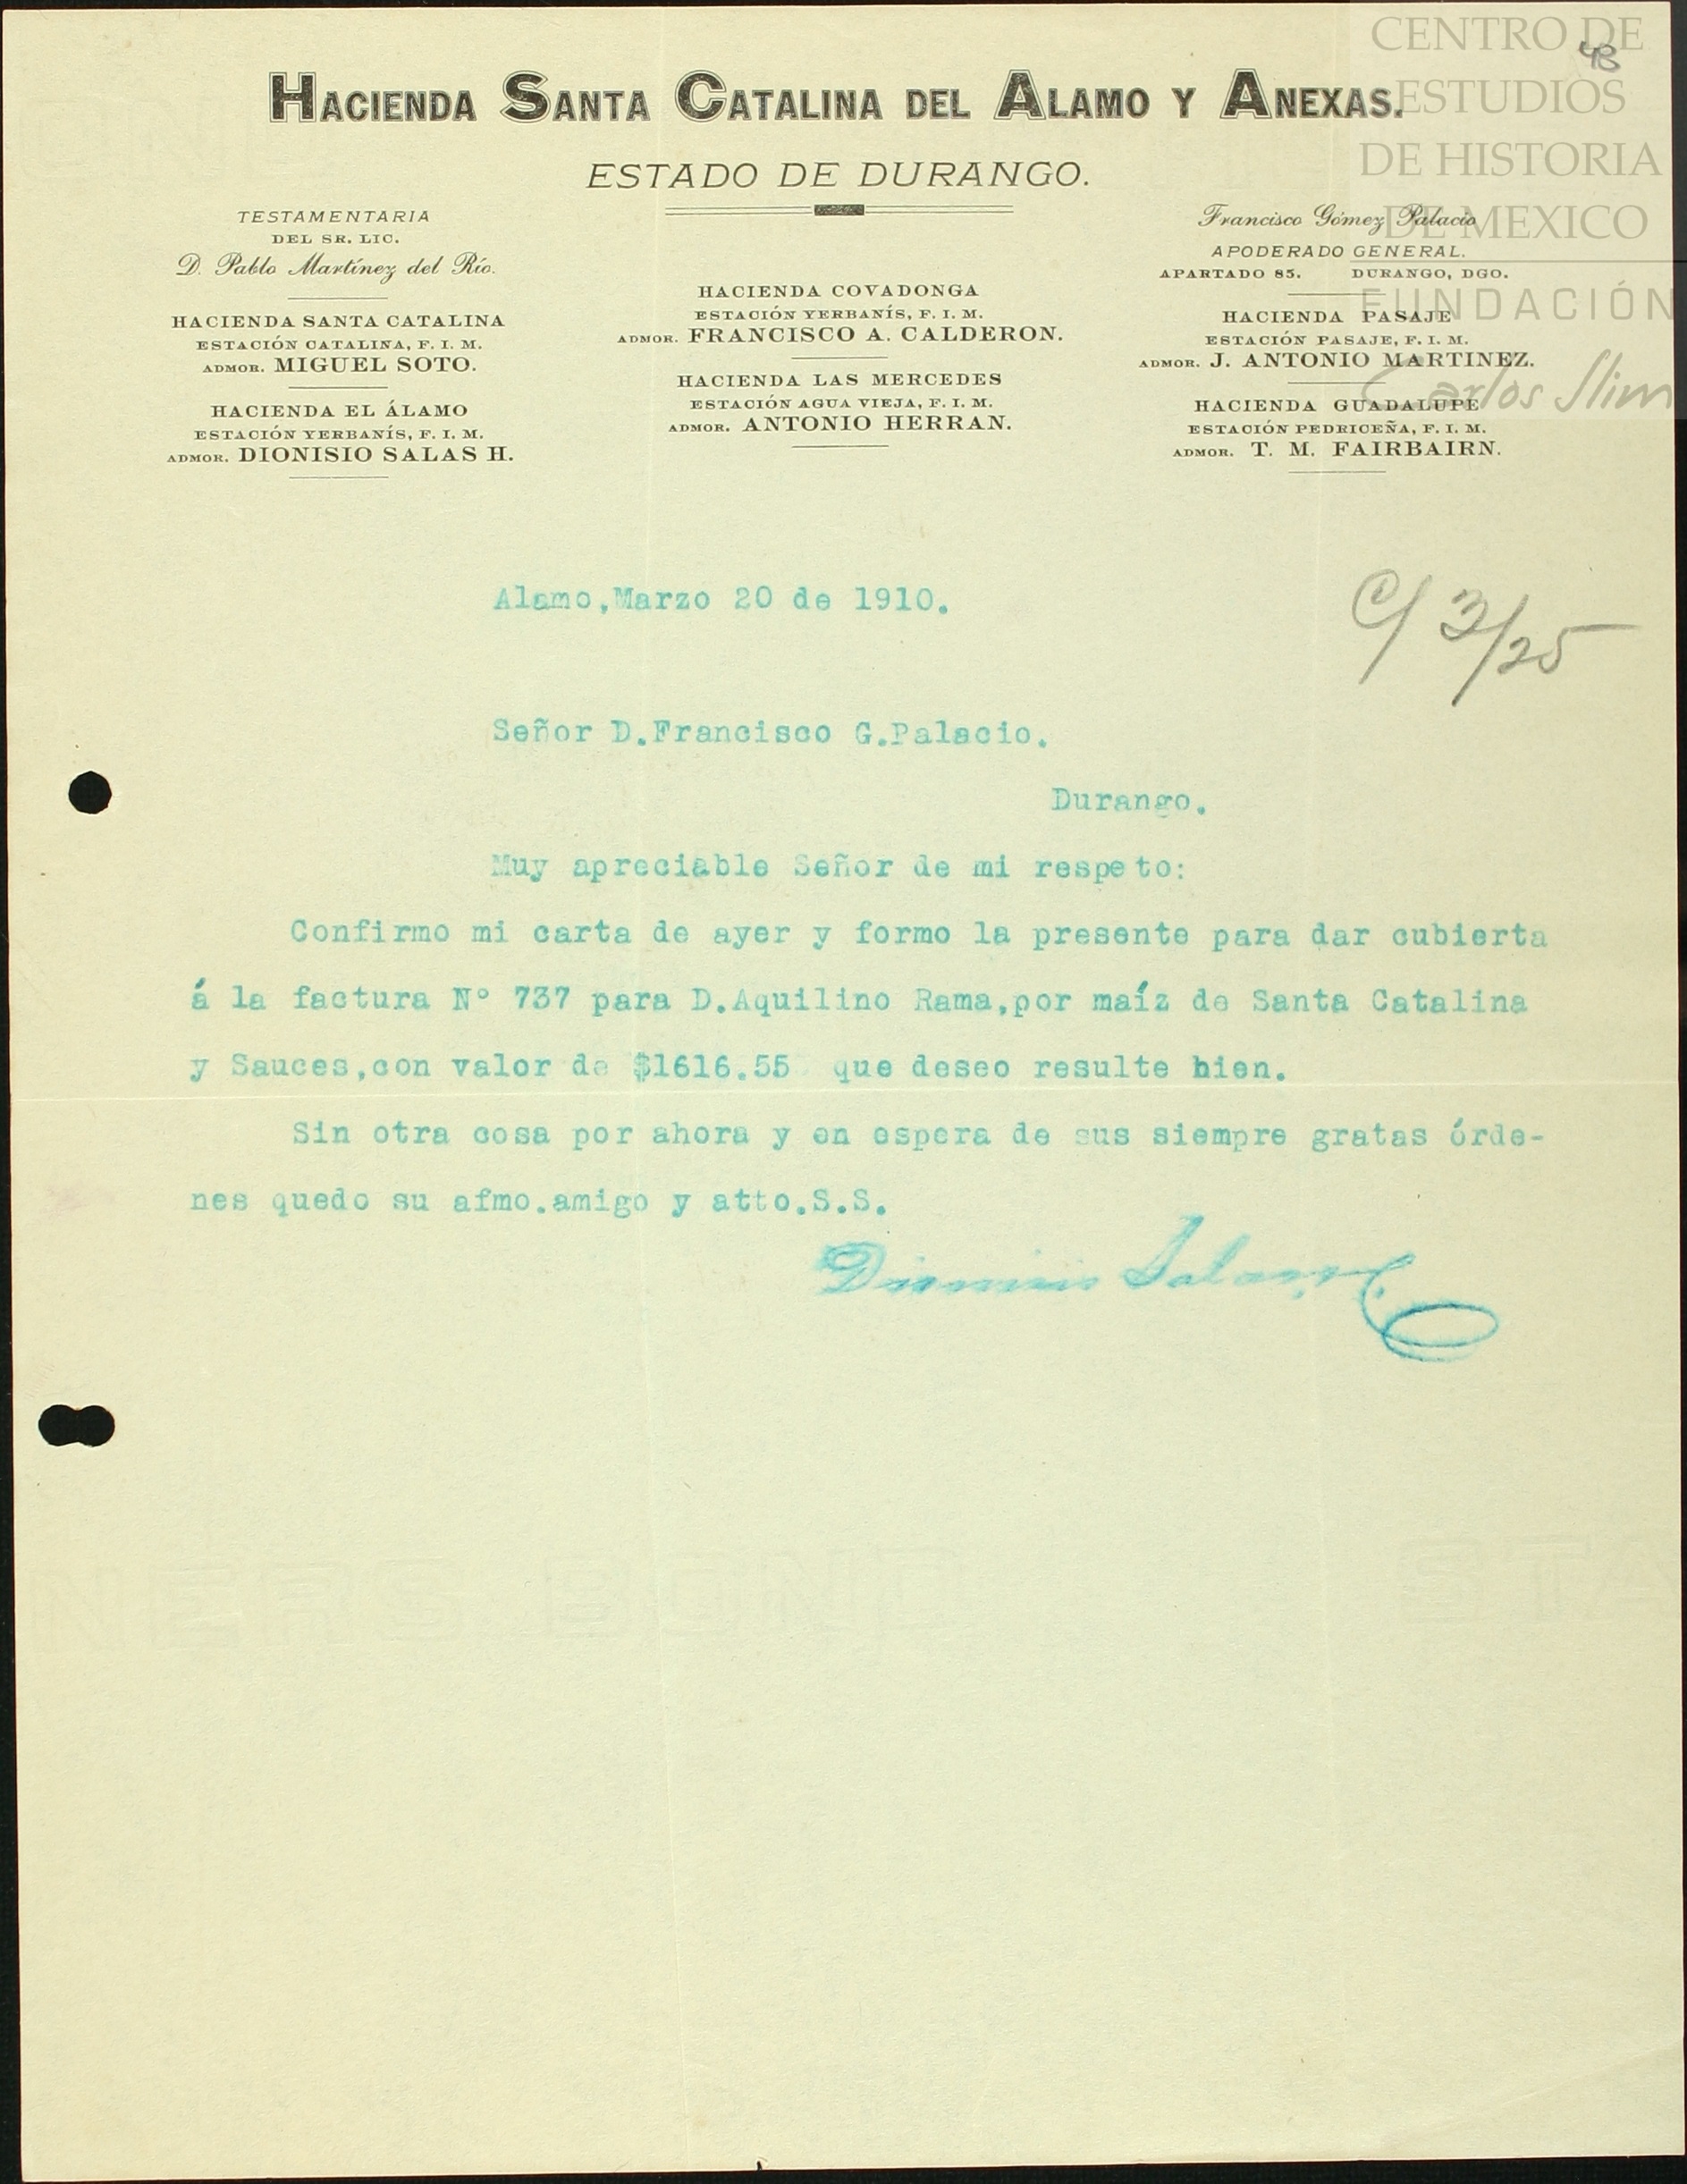 CENTRO DE
ESTUDIOS
DE HISTORIA
DE MEXICO
FUNDACIÓN
Carlos Slim
48
HACIENDA SANTA CATALINA DEL ALAMO Y ANEXAS.
ESTADO DE DURANGO.
TESTAMENTARIA
DEL SR. LIC.
D. Pablo Martínez del Río.
HACIENDA SANTA CATALINA
ESTACIÓN CATALINA, F. I. M.
ADMOR. MIGUEL SOTO.
HACIENDA EL ÁLAMO
ESTACIÓN YERBANÍS, F. I. M.
ADMOR. DIONISIO SALAS H.
HACIENDA COVADONGA
ESTACIÓN YERBANÍS, F. I. M.
ADMOR. FRANCISCO A. CALDERON.
HACIENDA LAS MERCEDES
ESTACIÓN AGUA VIEJA, F. I. M.
ADMOR. ANTONIO HERRAN.
Francisco Gómez Palacio
APODERADO GENERAL.
APARTADO 85. DURANGO, DGO.
HACIENDA PASAJE
ESTACIÓN PASAJE, F. I. M.
ADMOR. J. ANTONIO MARTINEZ.
HACIENDA GUADALUPE
ESTACIÓN PEDRICEÑA, F. I. M.
ADMOR. T. M. FAIRBAIRN.
Alamo,Marzo 20 de 1910.
C/ 3/25
Señor D.Francisco G.Palacio.
Durango.
Muy apreciable Señor de mi respeto:
Confirmo mi carta de ayer y formo la presente para dar cubierta
á la factura Nº 737 para D.Aquilino Rama,por maíz de Santa Catalina
y Sauces,con valor de $1616.55 que deseo resulte bien.
Sin otra cosa por ahora y en espera de sus siempre gratas órde-
nes quedo su afmo.amigo y atto.S.S.
Dionisio Salas H.